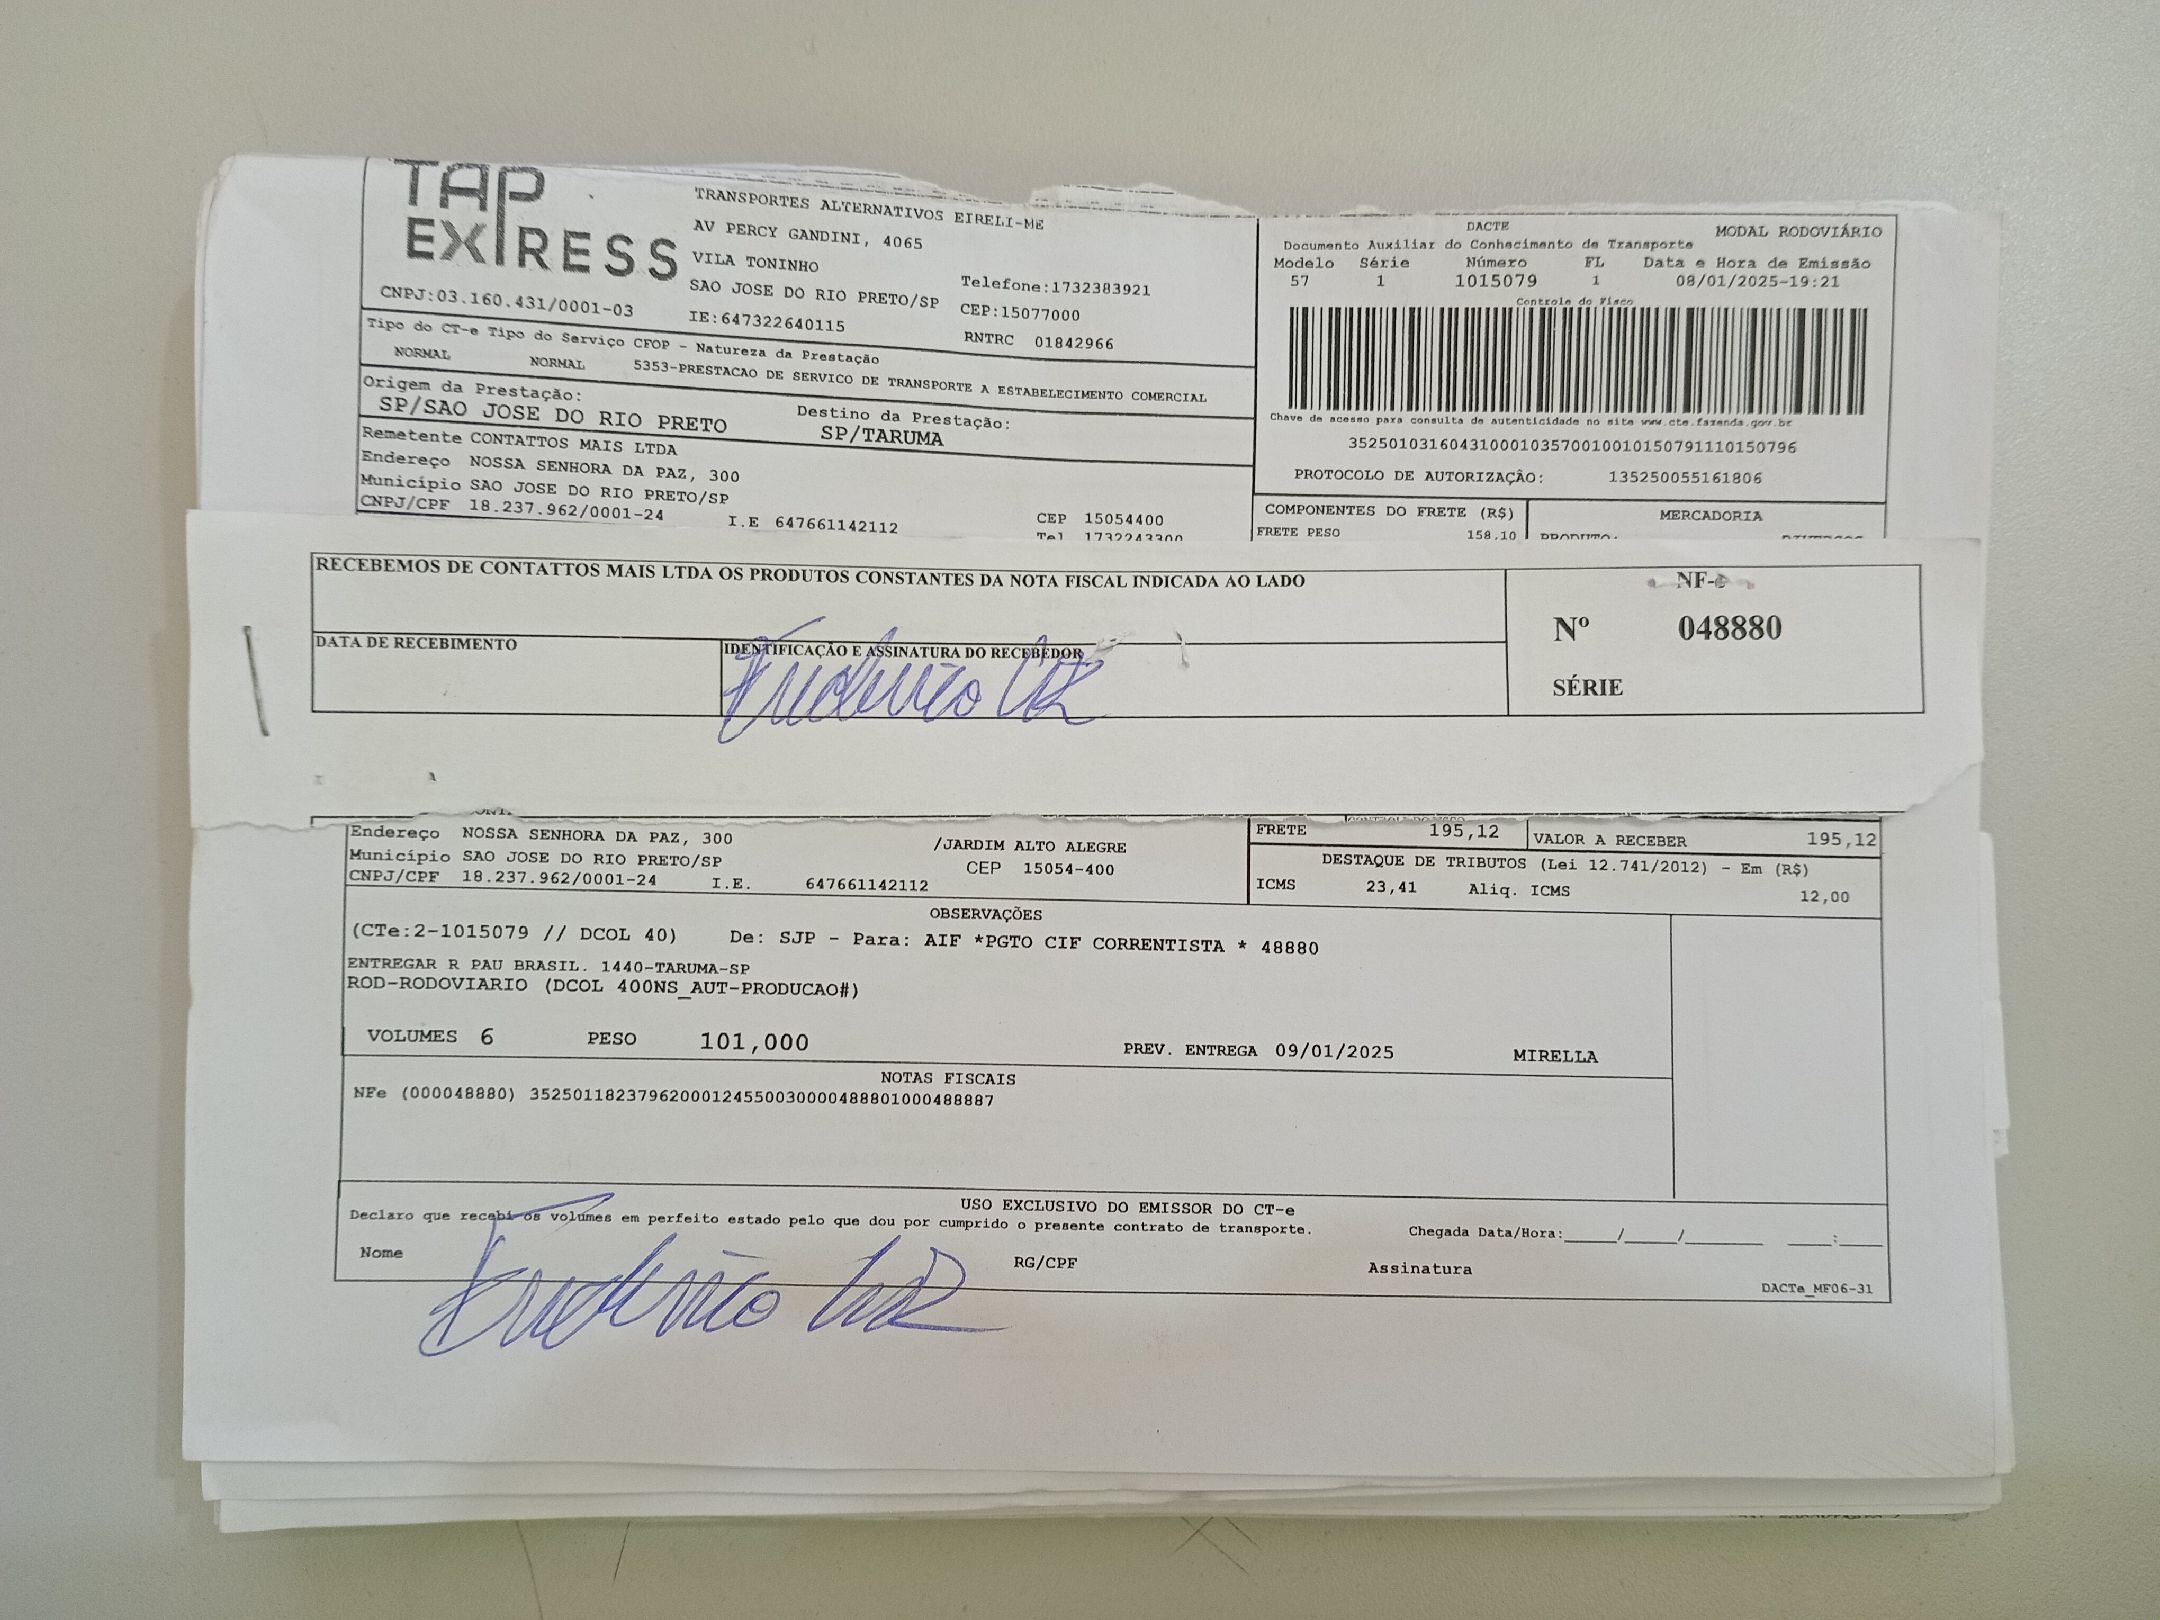 TAP
EXPRESS
TRANSPORTES ALTERNATIVOS EIRELI-ME
AV PERCY GANDINI, 4065
VILA TONINHO
SAO JOSE DO RIO PRETO/SP
Telefone:1732383921
CEP:15077000
CNPJ:03.160.431/0001-03
IE:647322640115
RNTRC 01842966
Tipo do CT-e Tipo do Serviço CFOP - Natureza da Prestação
NORMAL NORMAL 5353-PRESTACAO DE SERVICO DE TRANSPORTE A ESTABELECIMENTO COMERCIAL
Origem da Prestação:
SP/SAO JOSE DO RIO PRETO
Destino da Prestação:
SP/TARUMA
Remetente CONTATTOS MAIS LTDA
Endereço NOSSA SENHORA DA PAZ, 300
Município SAO JOSE DO RIO PRETO/SP
CNPJ/CPF 18.237.962/0001-24 I.E 647661142112
CEP 15054400
Tel 1732243300
DACTE
MODAL RODOVIÁRIO
Documento Auxiliar do Conhecimento de Transporte
Modelo Série Número FL Data e Hora de Emissão
57 1 1015079 1 08/01/2025-19:21
Controle do Fisco
Chave de acesso para consulta de autenticidade no site www.cte.fazenda.gov.br
35250103160431000103570010010150791110150796
PROTOCOLO DE AUTORIZAÇÃO: 135250055161806
COMPONENTES DO FRETE (R$)
MERCADORIA
FRETE PESO 158,10
PRODUTO:
RECEBEMOS DE CONTATTOS MAIS LTDA OS PRODUTOS CONSTANTES DA NOTA FISCAL INDICADA AO LADO
DATA DE RECEBIMENTO
IDENTIFICAÇÃO E ASSINATURA DO RECEBEDOR
NF-e
Nº 048880
SÉRIE
Endereço NOSSA SENHORA DA PAZ, 300 /JARDIM ALTO ALEGRE
Município SAO JOSE DO RIO PRETO/SP CEP 15054-400
CNPJ/CPF 18.237.962/0001-24 I.E. 647661142112
FRETE 195,12 VALOR A RECEBER 195,12
DESTAQUE DE TRIBUTOS (Lei 12.741/2012) - Em (R$)
ICMS 23,41 Aliq. ICMS 12,00
OBSERVAÇÕES
(CTe:2-1015079 // DCOL 40) De: SJP - Para: AIF *PGTO CIF CORRENTISTA * 48880
ENTREGAR R PAU BRASIL. 1440-TARUMA-SP
ROD-RODOVIARIO (DCOL 400NS_AUT-PRODUCAO#)
VOLUMES 6 PESO 101,000 PREV. ENTREGA 09/01/2025 MIRELLA
NOTAS FISCAIS
NFe (000048880) 35250118237962000124550030000488801000488887
USO EXCLUSIVO DO EMISSOR DO CT-e
Declaro que recebi os volumes em perfeito estado pelo que dou por cumprido o presente contrato de transporte.
Chegada Data/Hora:____/____/______ ____:____
Nome RG/CPF Assinatura
DACTe_MF06-31